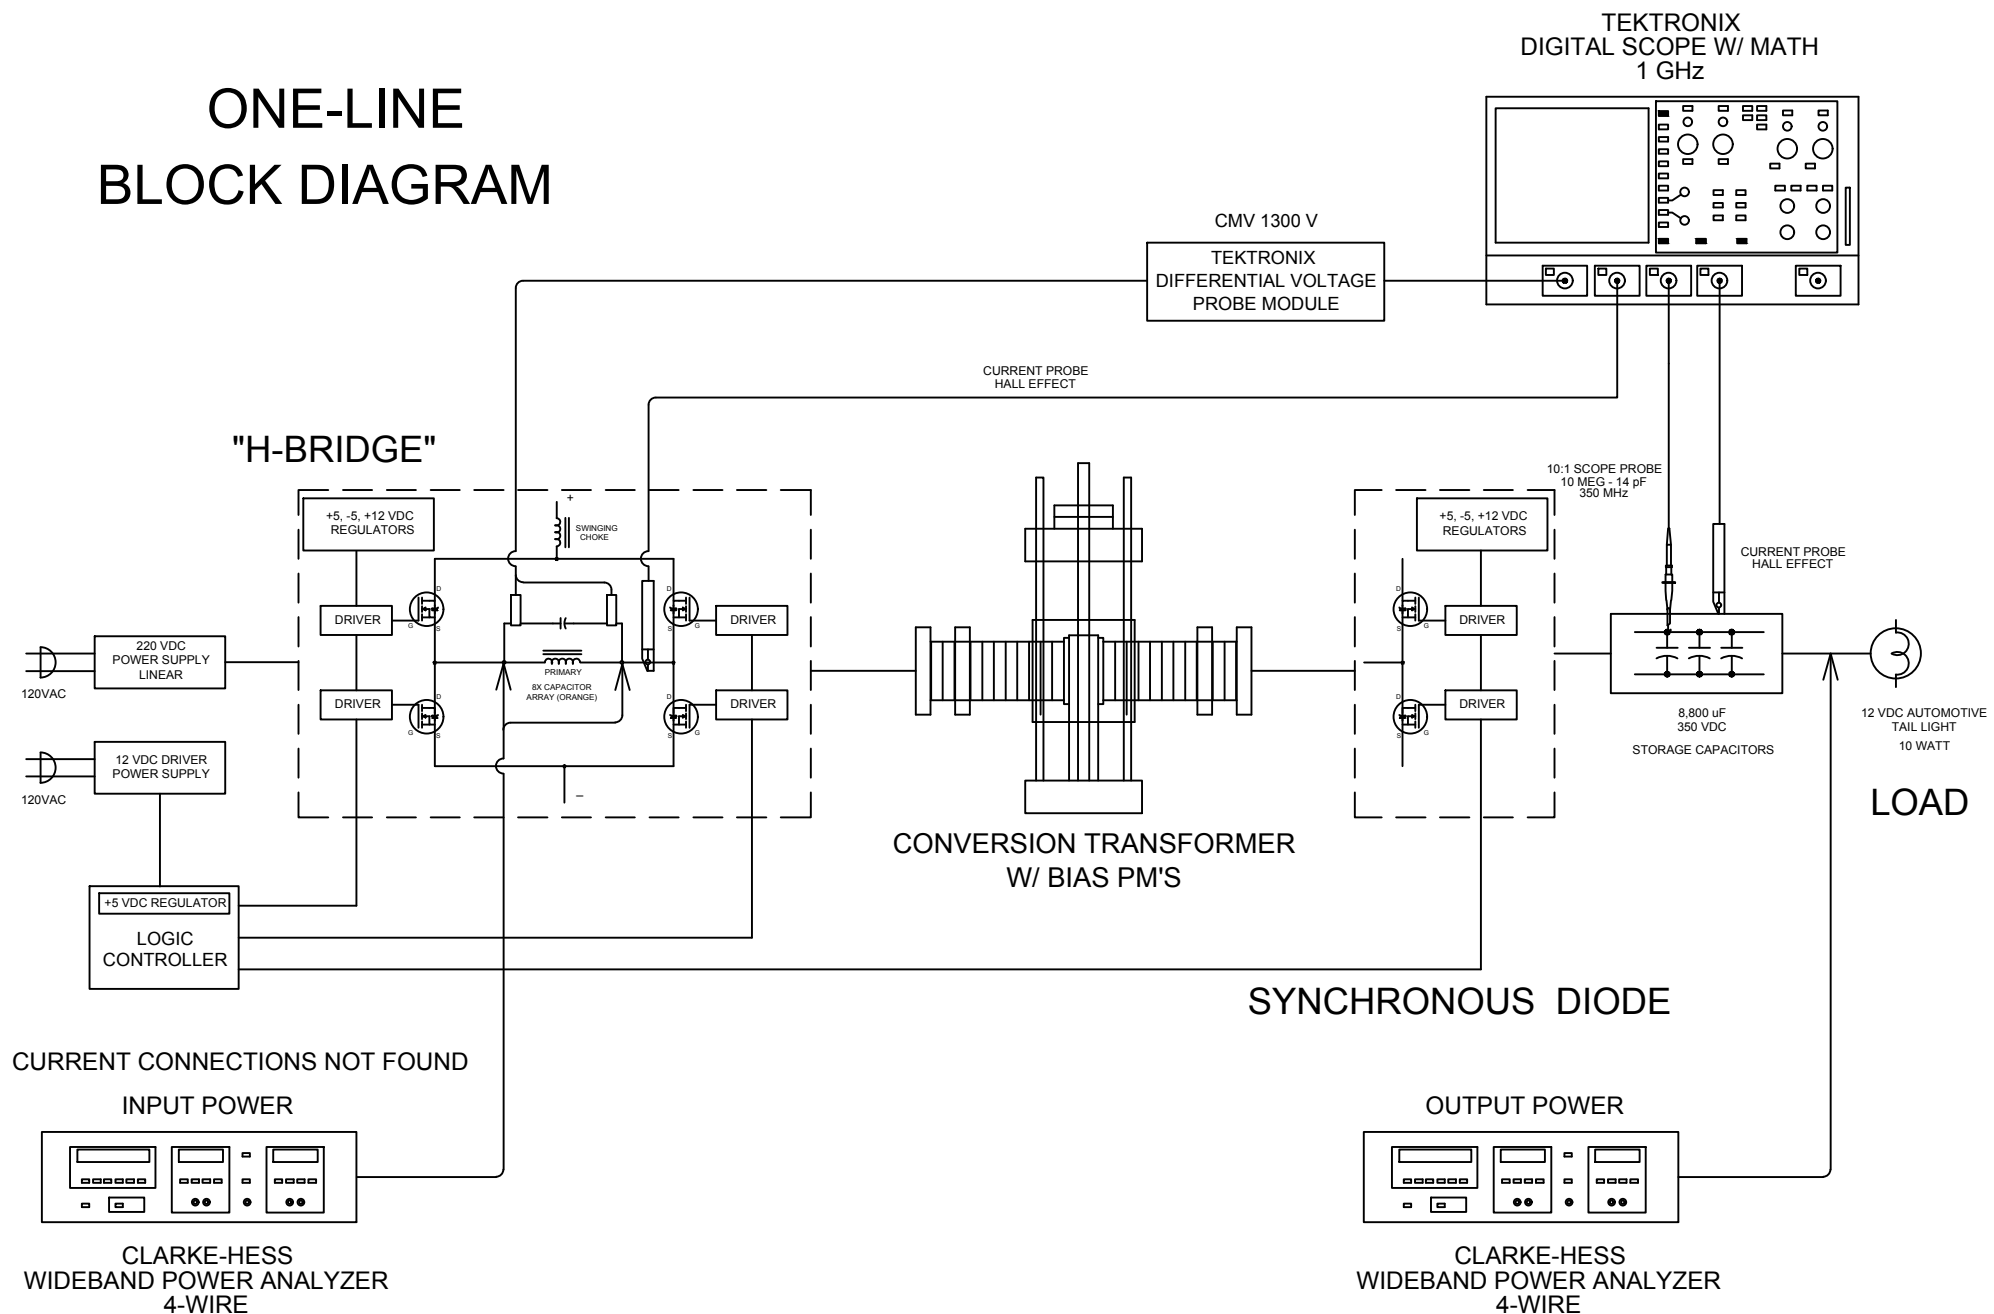 TEKTRONIX
DIGITAL SCOPE W/ MATH
1 GHz
ONE-LINE
BLOCK DIAGRAM
CMV 1300 V
TEKTRONIX
DIFFERENTIAL VOLTAGE
PROBE MODULE
CURRENT PROBE
HALL EFFECT
"H-BRIDGE"
10:1 SCOPE PROBE
10 MEG - 14 pF
350 MHz
+5, -5, +12 VDC
REGULATORS
+
SWINGING
CHOKE
+5, -5, +12 VDC
REGULATORS
CURRENT PROBE
HALL EFFECT
D
S
G
D
S
G
D
S
G
DRIVER
DRIVER
DRIVER
220 VDC
POWER SUPPLY
LINEAR
120VAC
PRIMARY
8X CAPACITOR
ARRAY (ORANGE)
D
S
G
D
S
G
D
S
G
DRIVER
DRIVER
DRIVER
8,800 uF
350 VDC
STORAGE CAPACITORS
12 VDC AUTOMOTIVE
TAIL LIGHT
10 WATT
12 VDC DRIVER
POWER SUPPLY
120VAC
–
LOAD
CONVERSION TRANSFORMER
W/ BIAS PM'S
+5 VDC REGULATOR
LOGIC
CONTROLLER
SYNCHRONOUS DIODE
CURRENT CONNECTIONS NOT FOUND
INPUT POWER
OUTPUT POWER
CLARKE-HESS
WIDEBAND POWER ANALYZER
4-WIRE
CLARKE-HESS
WIDEBAND POWER ANALYZER
4-WIRE